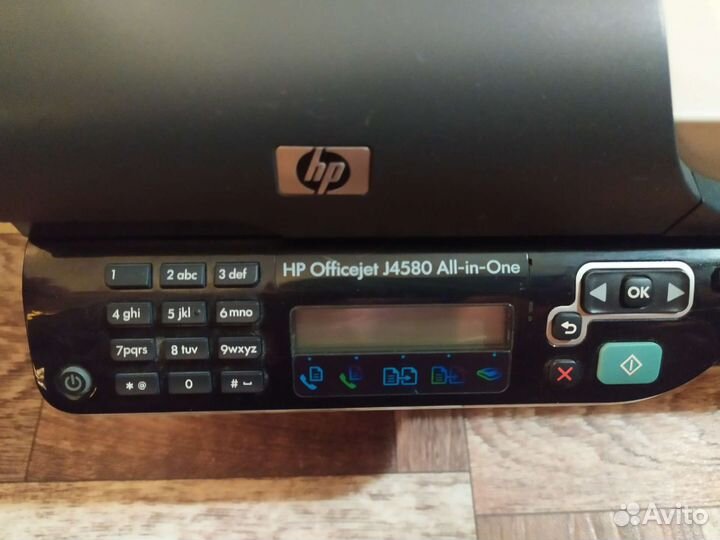 hp
HP Officejet J4580 All-in-One
1 2 abc 3 def
4 ghi 5 jkl 6 mno
7pqrs 8 tuv 9wxyz
* @ 0 # ⎵
OK
Avito